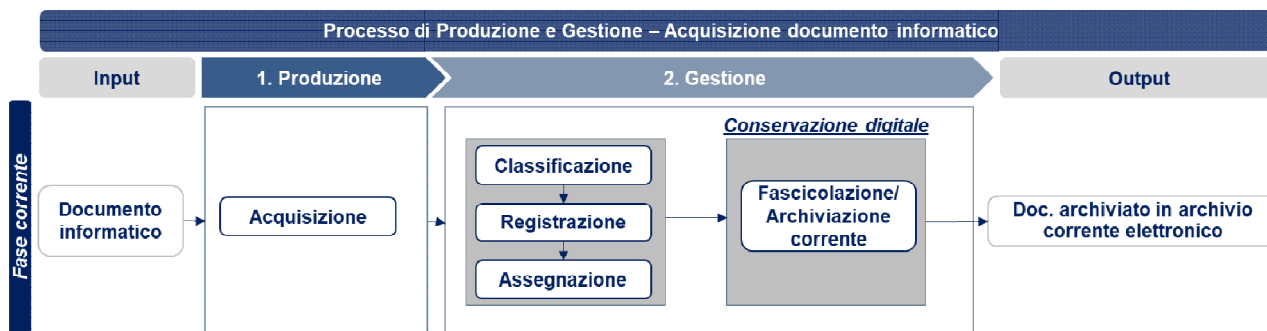 Processo di Produzione e Gestione – Acquisizione documento informatico
Input
1. Produzione
2. Gestione
Output
Fase corrente
Documento
informatico
Acquisizione
Classificazione
Registrazione
Assegnazione
Conservazione digitale
Fascicolazione/
Archiviazione
corrente
Doc. archiviato in archivio
corrente elettronico